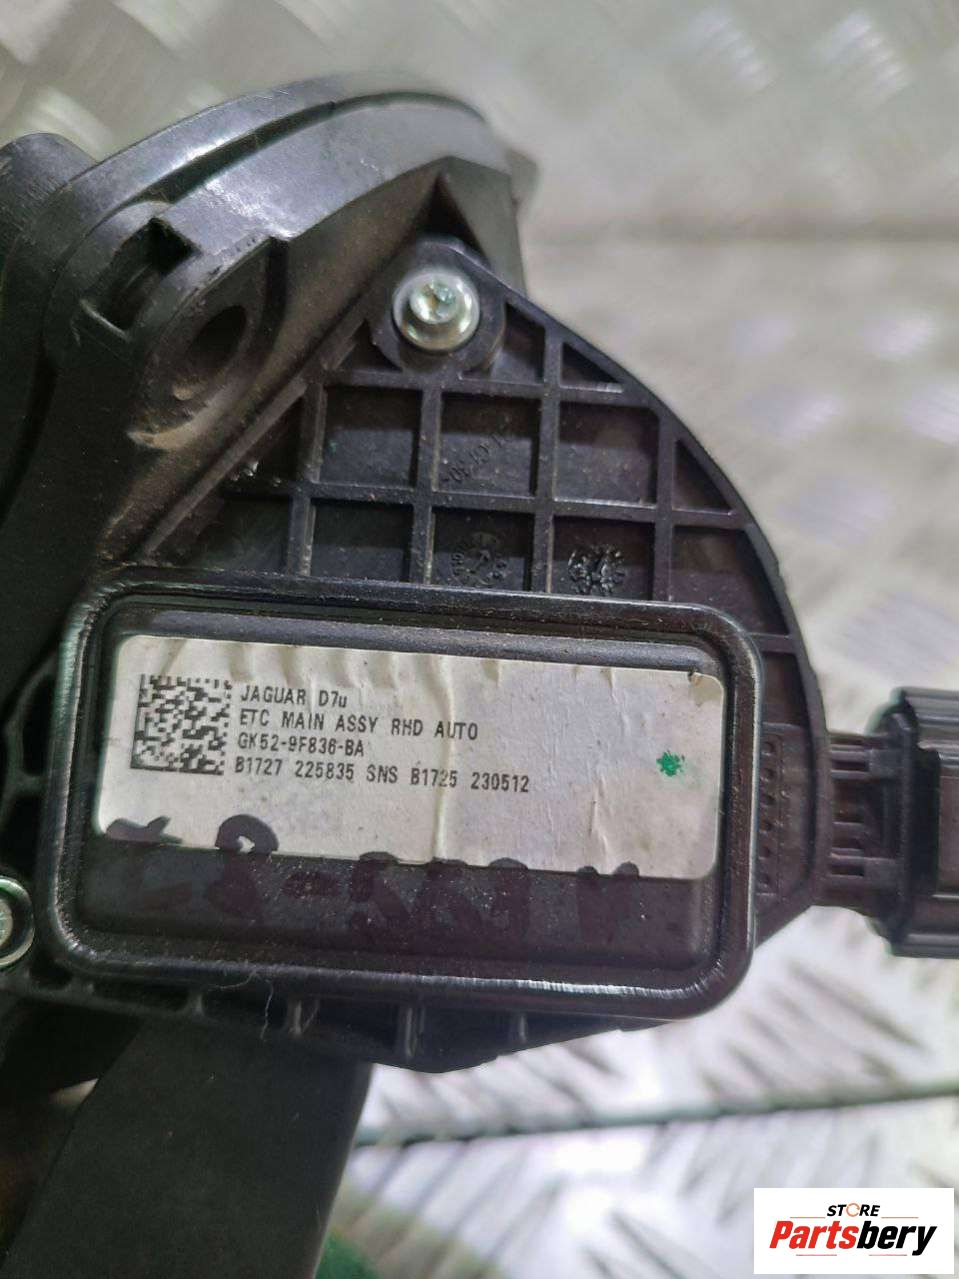 JAGUAR D7u
ETC MAIN ASSY RHD AUTO
GK52-9F836-BA
B1727 225835 SNS B1725 230512
STORE
Partsbery